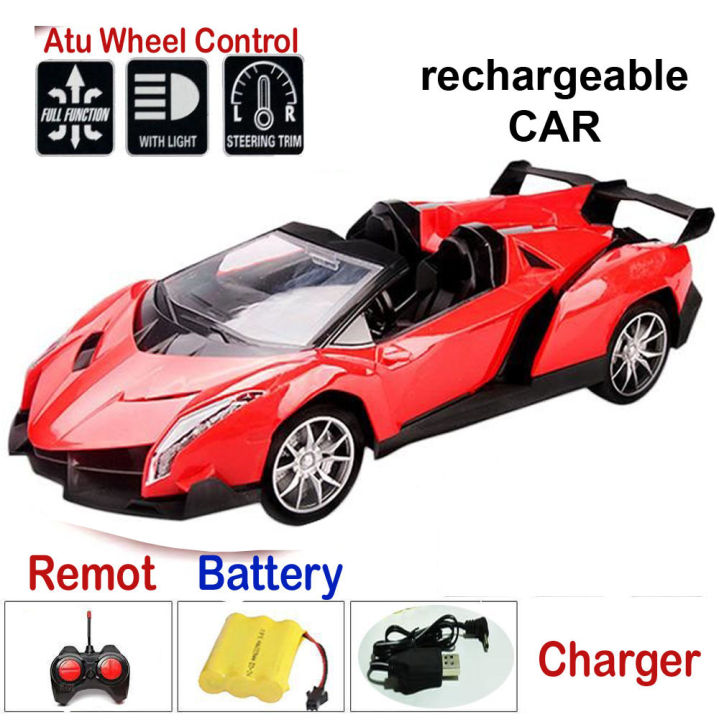 Atu Wheel Control
FULL FUNCTION
WITH LIGHT
L R
STEERING TRIM
rechargeable
CAR
Remot
Battery
Charger